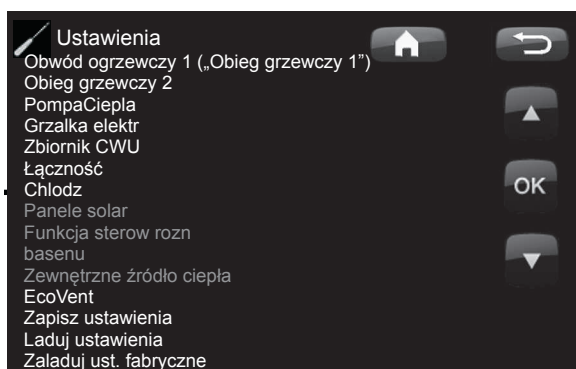 Ustawienia
Obwód ogrzewczy 1 („Obieg grzewczy 1”)
Obieg grzewczy 2
PompaCiepla
Grzalka elektr
Zbiornik CWU
Łączność
Chlodz
Panele solar
Funkcja sterow rozn
basenu
Zewnętrzne źródło ciepła
EcoVent
Zapisz ustawienia
Laduj ustawienia
Zaladuj ust. fabryczne
OK